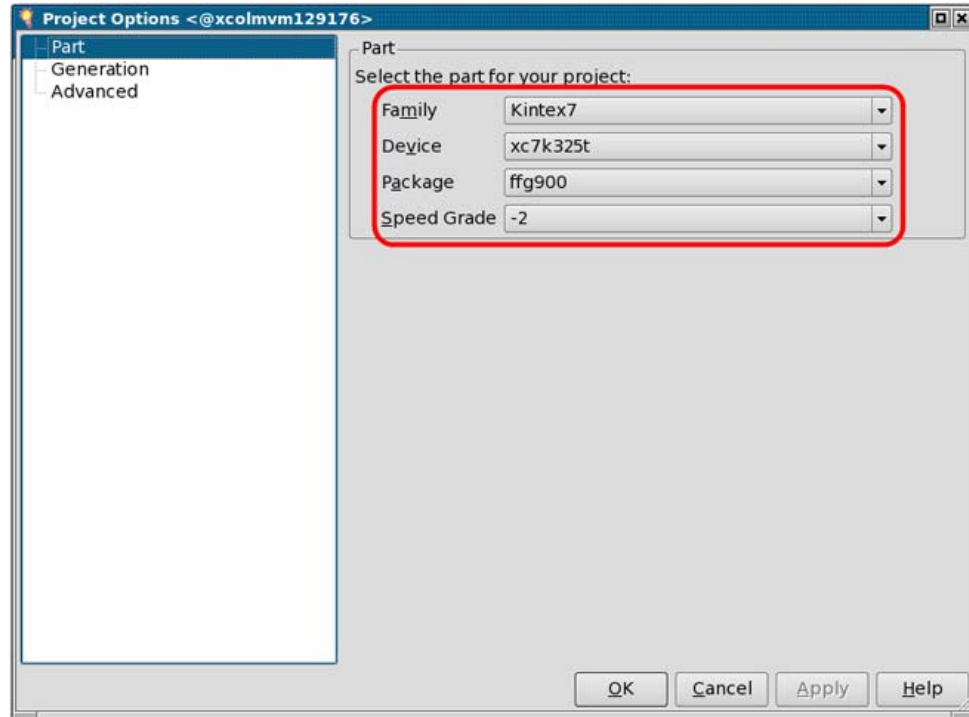 Project Options <@xcolmvm129176>
Part
Generation
Advanced
Part
Select the part for your project:
Family Kintex7
Device xc7k325t
Package ffg900
Speed Grade -2
OK Cancel Apply Help